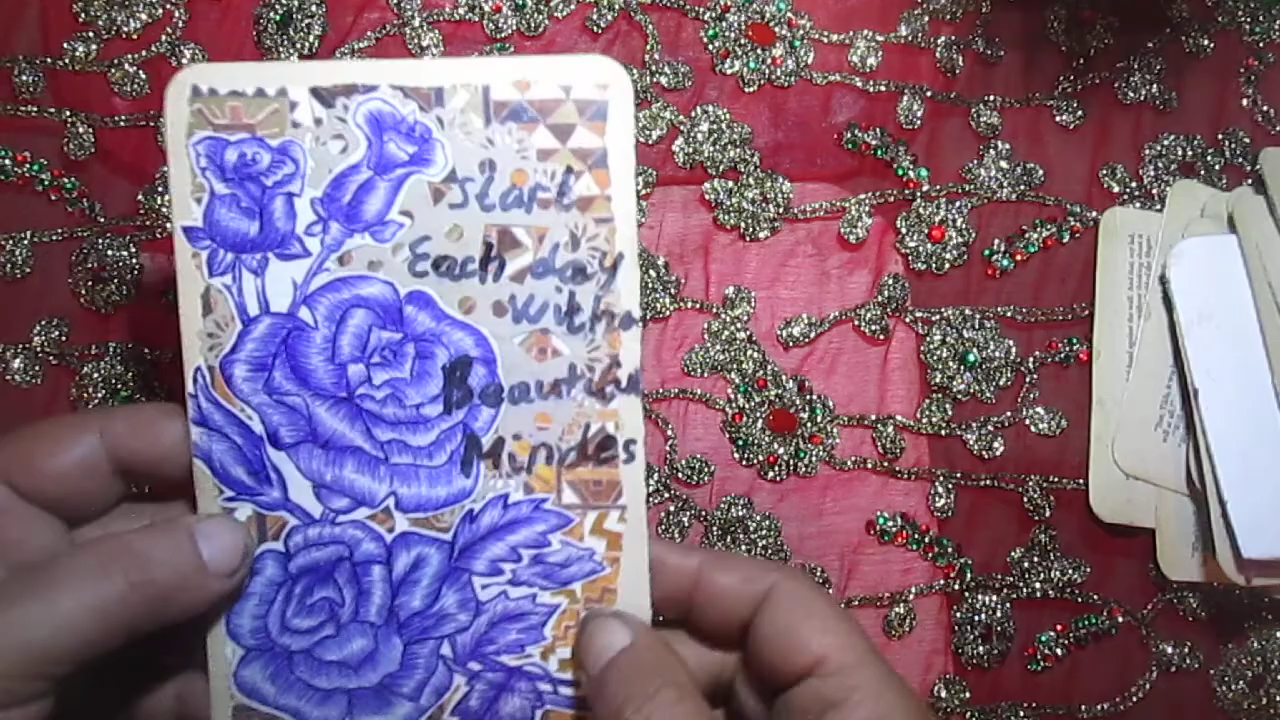 start
Each day
with a
Beautiful
Mindes